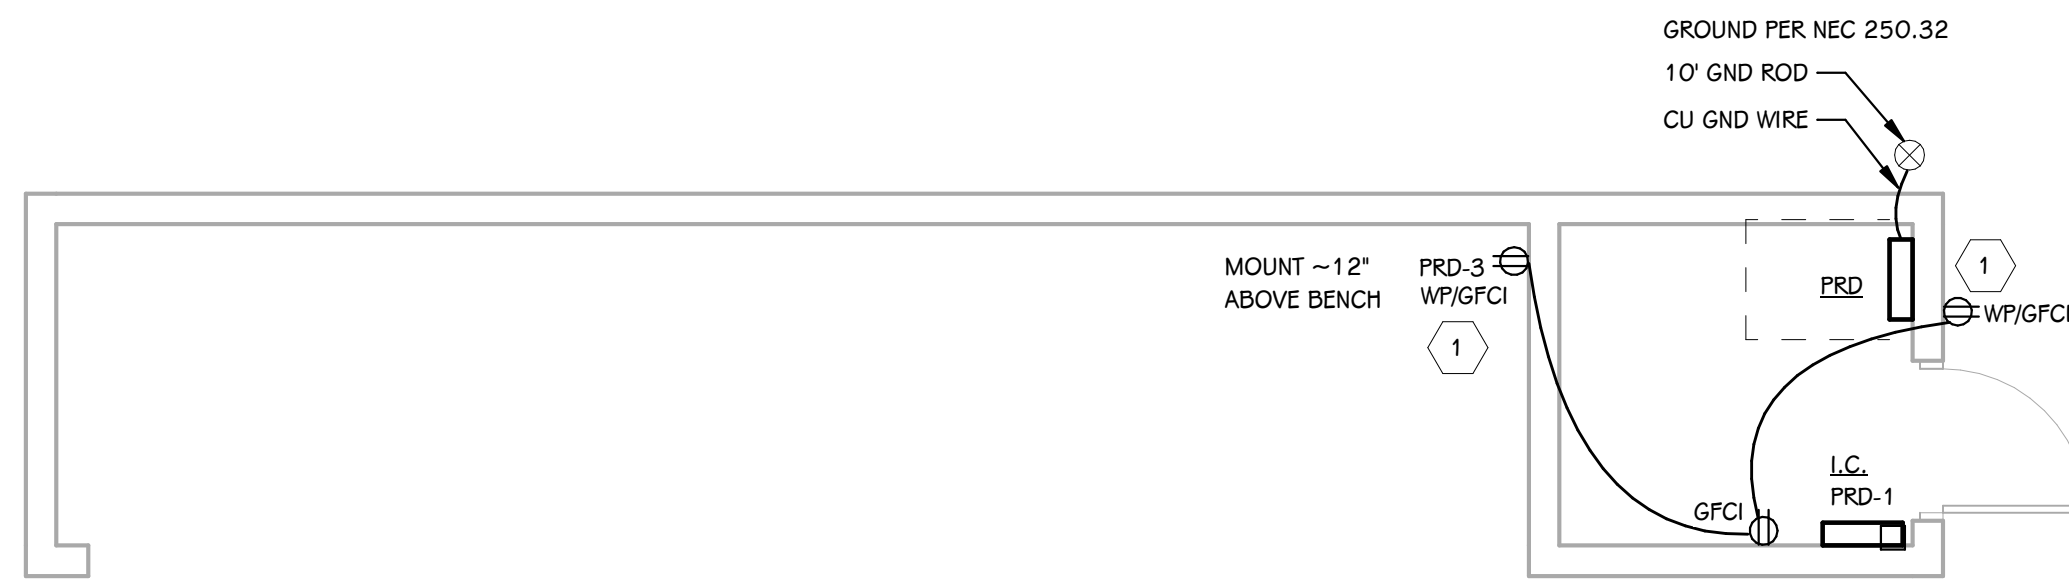 GROUND PER NEC 250.32
10' GND ROD
CU GND WIRE
MOUNT ~12"
ABOVE BENCH
PRD-3
WP/GFCI
1
PRD
1
WP/GFCI
I.C.
PRD-1
GFCI